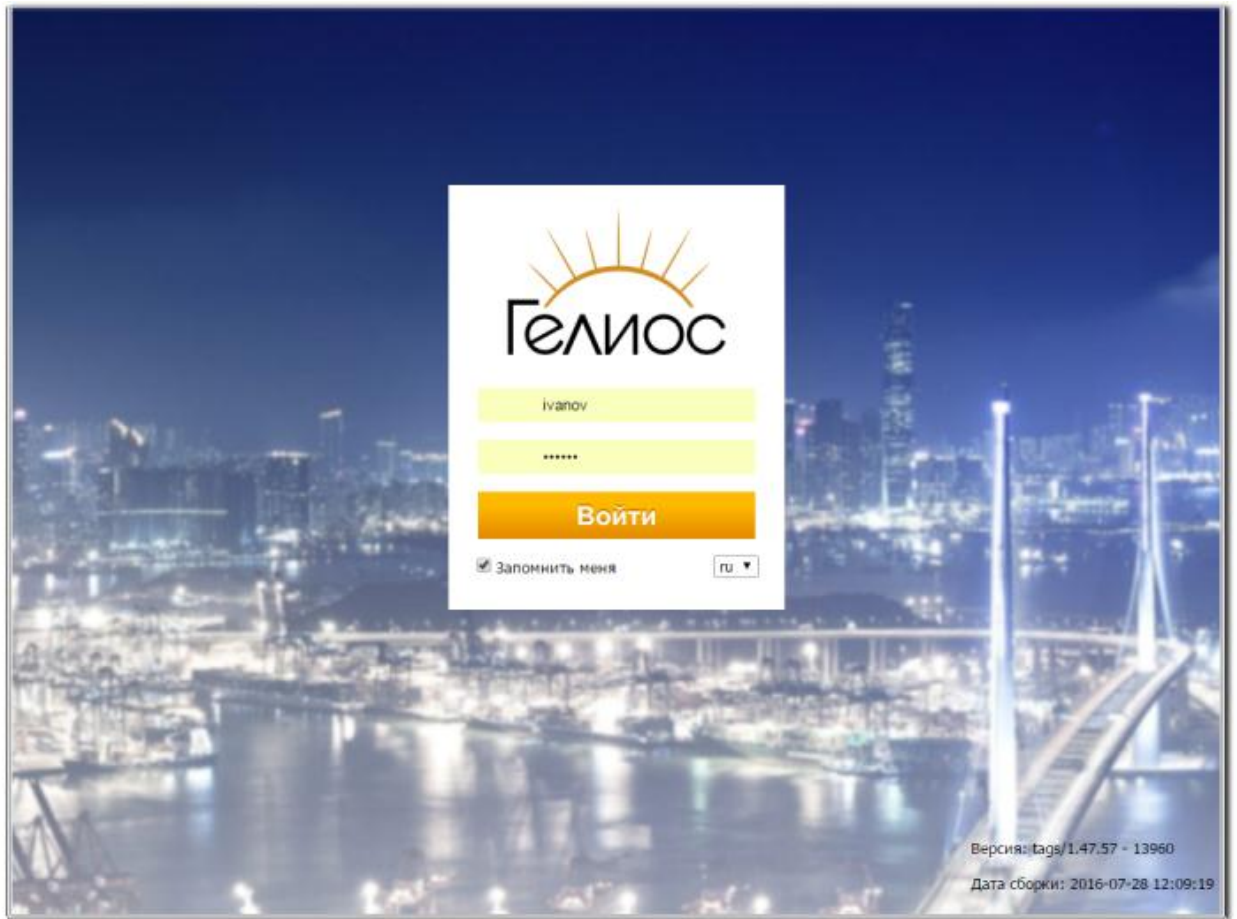 Гелиос
ivanov
••••••
Войти
Запомнить меня
ru
Версия: tags/1.47.57 - 13960
Дата сборки: 2016-07-28 12:09:19